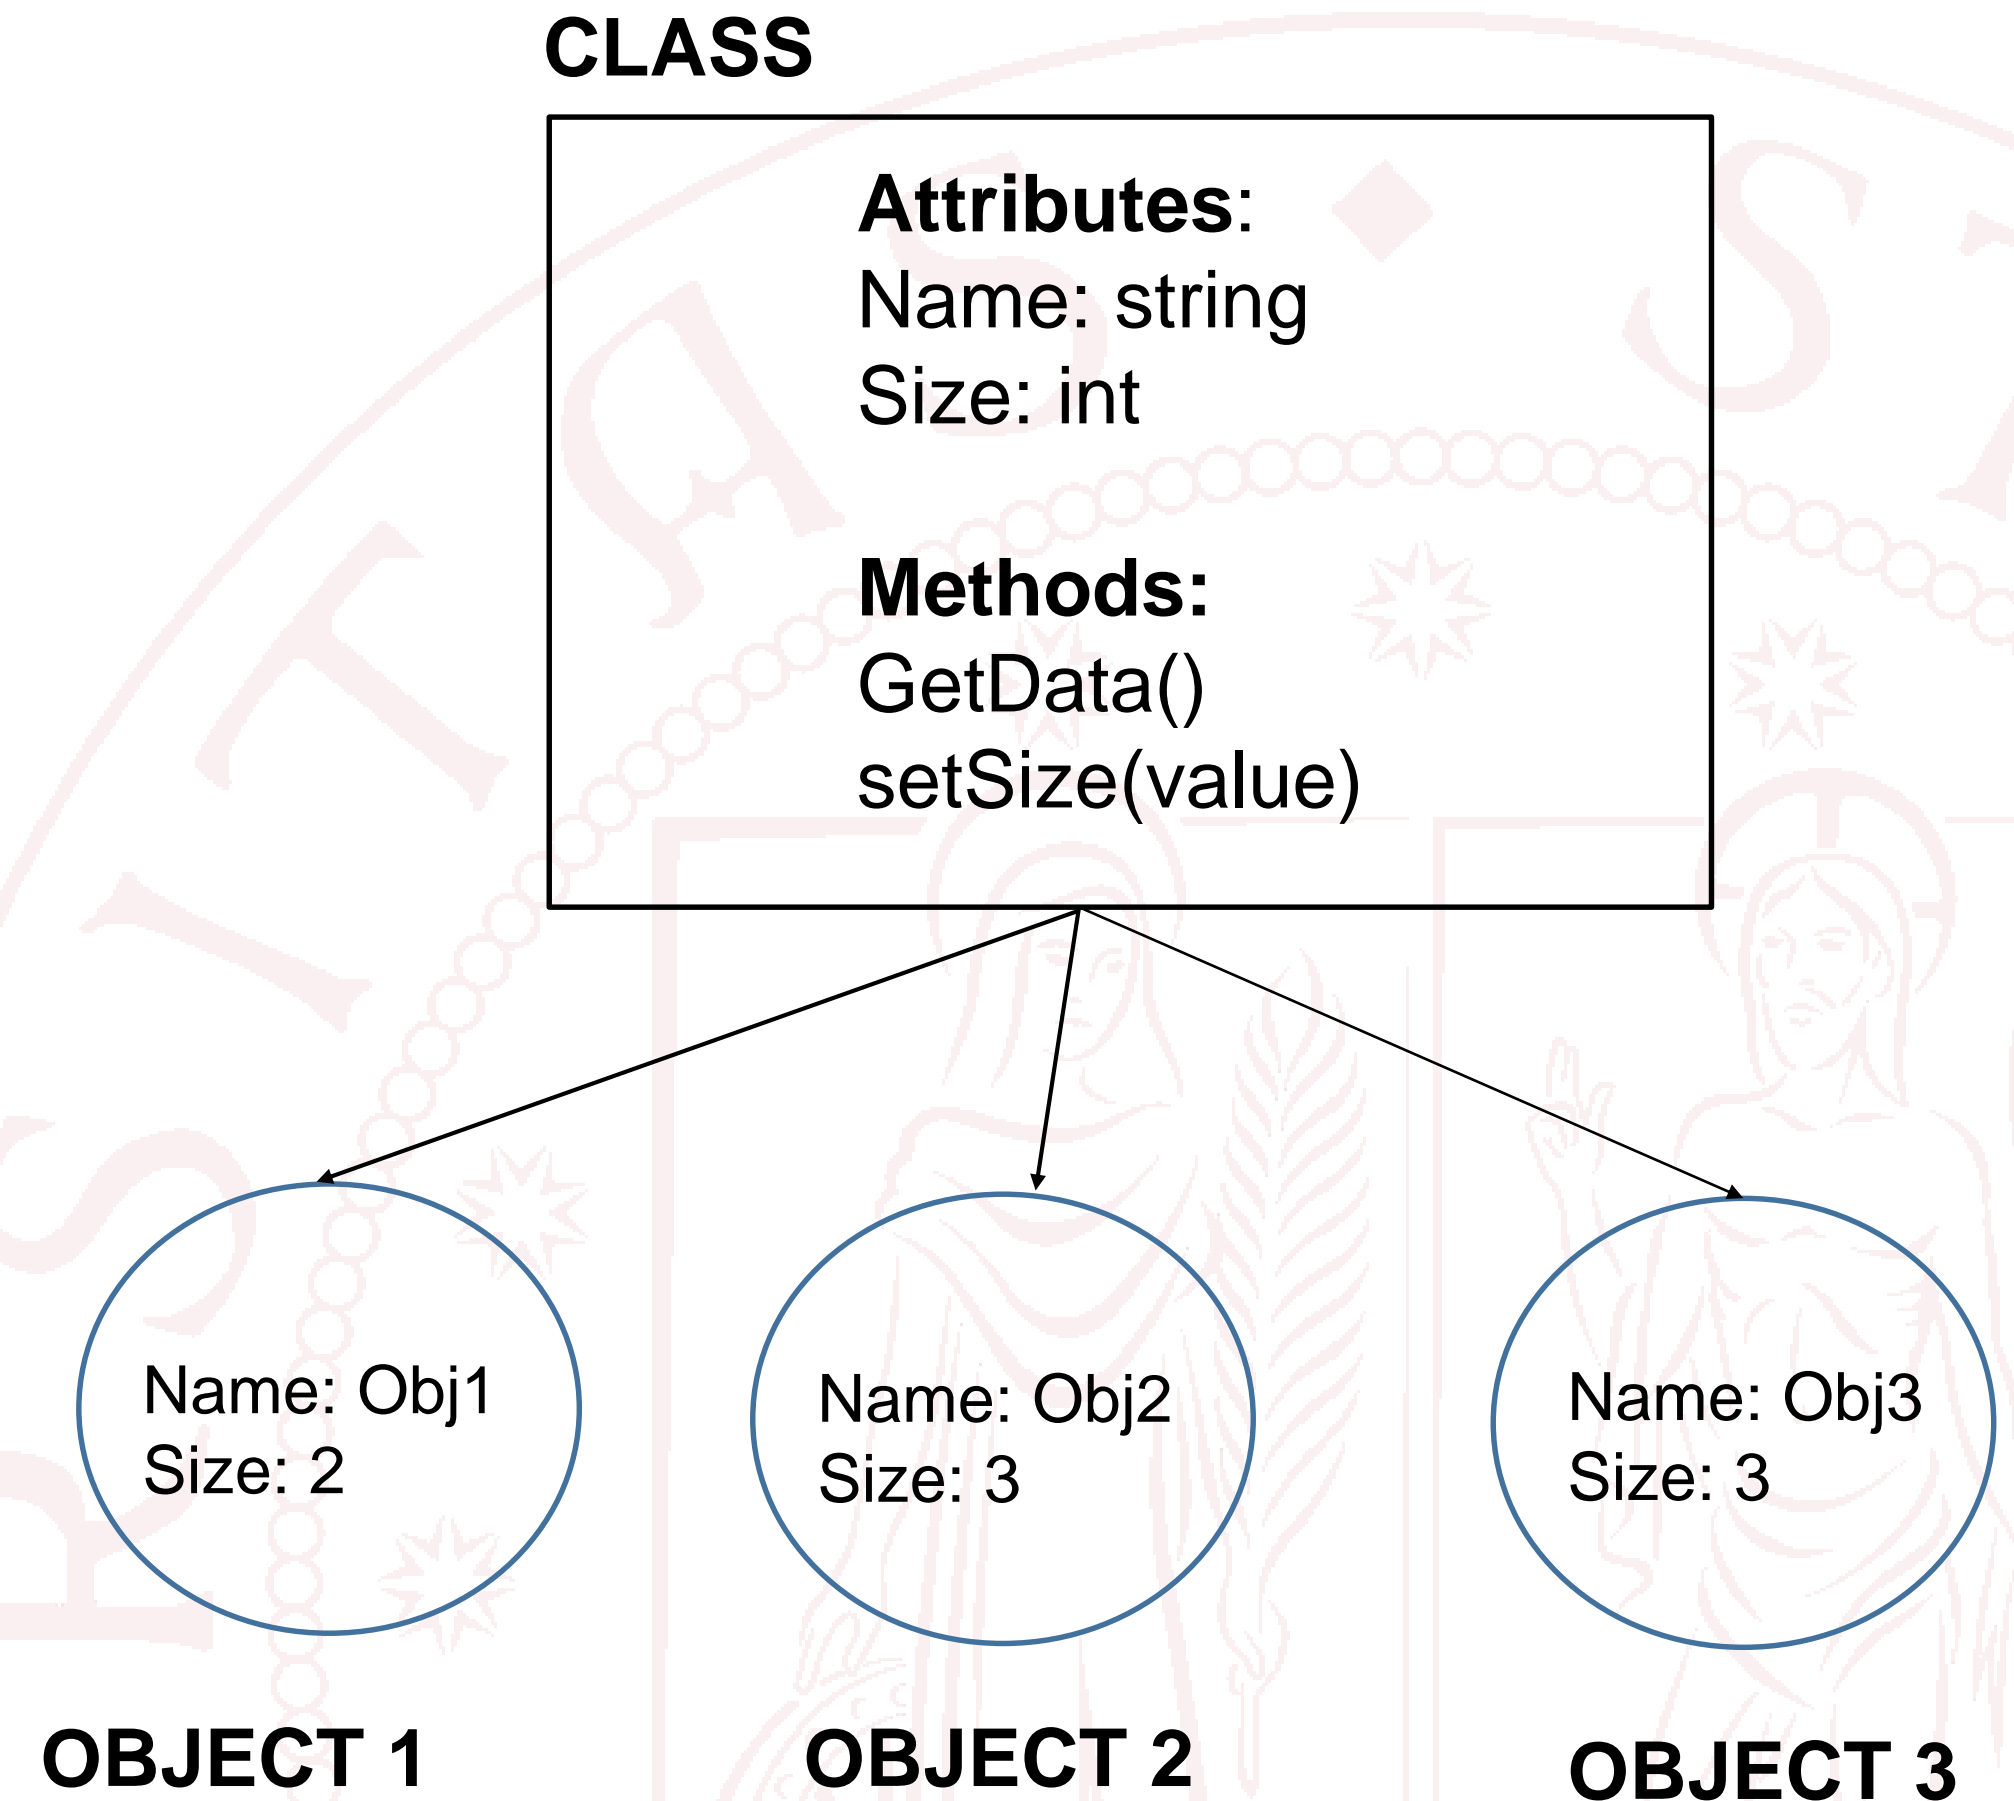 CLASS
Attributes:
Name: string
Size: int
Methods:
GetData()
setSize(value)
Name: Obj1
Size: 2
Name: Obj2
Size: 3
Name: Obj3
Size: 3
OBJECT 1
OBJECT 2
OBJECT 3